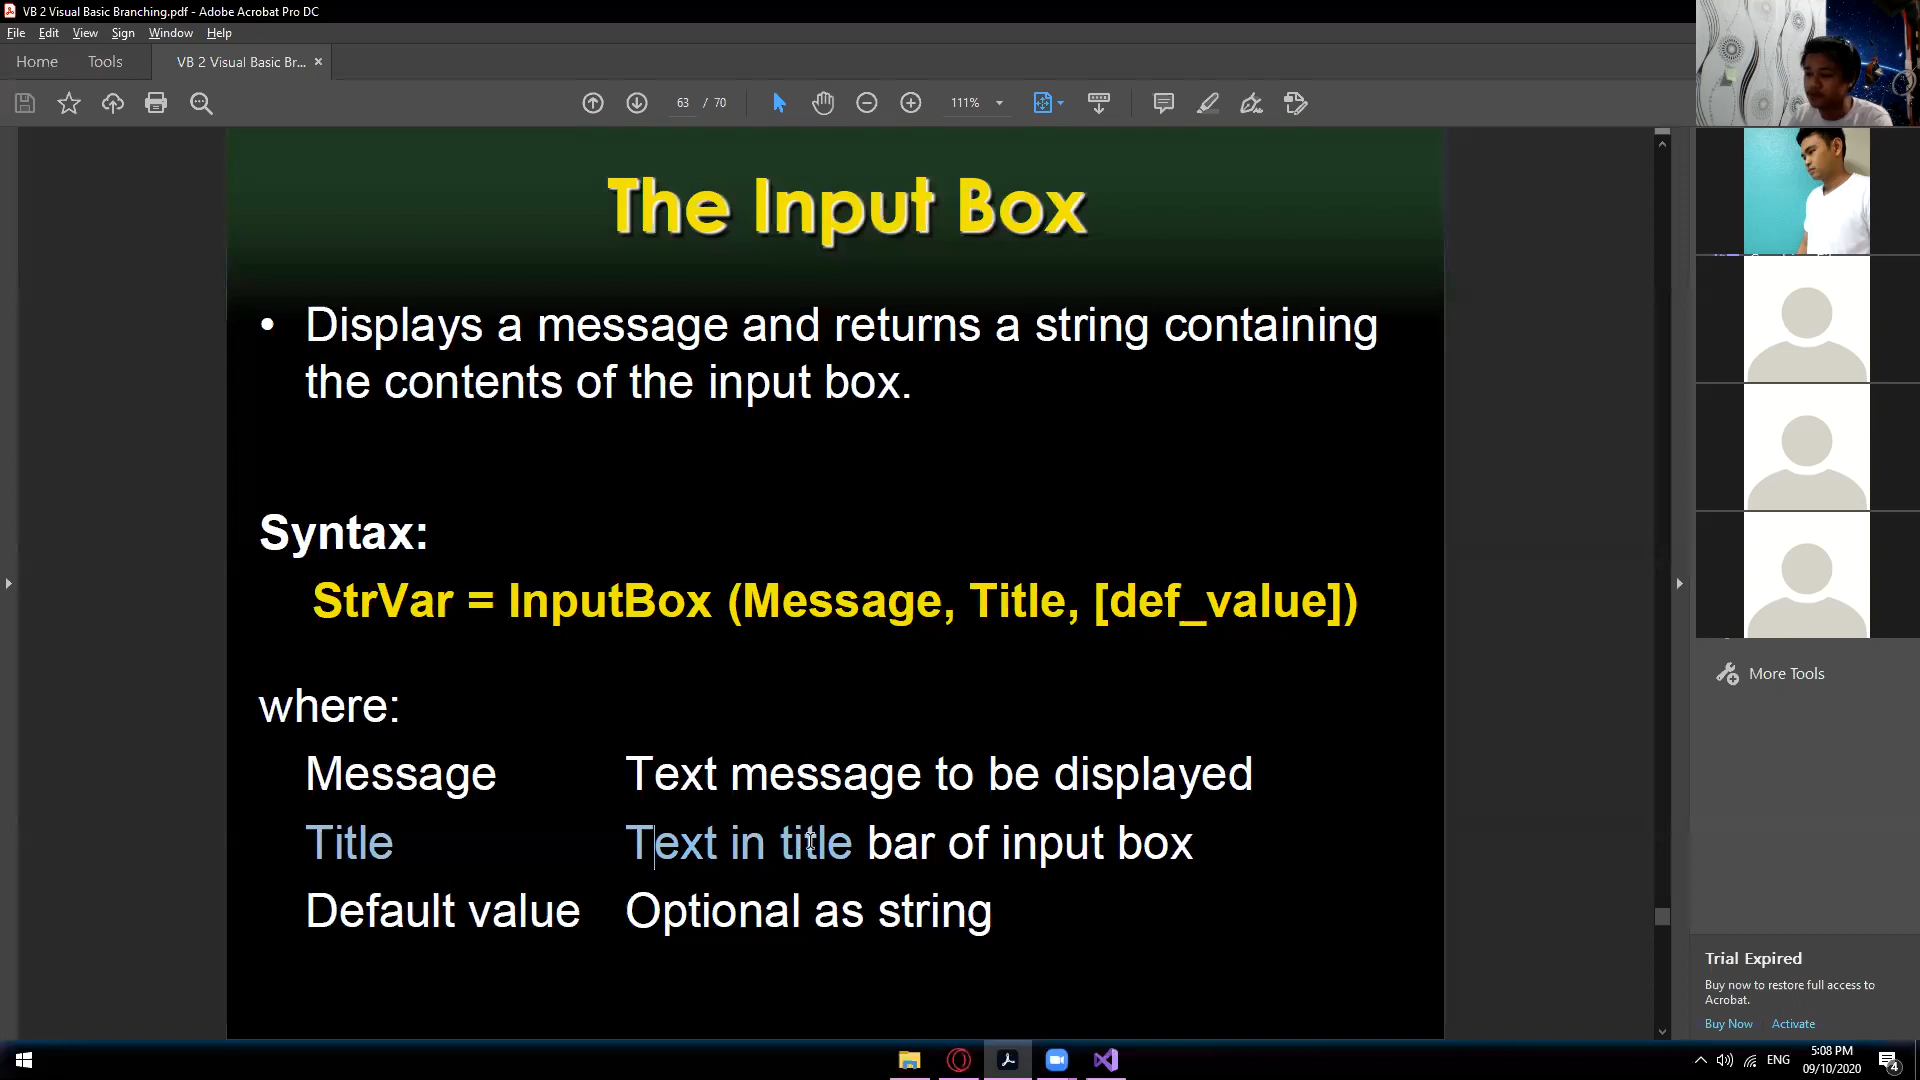 VB 2 Visual Basic Branching.pdf - Adobe Acrobat Pro DC
File Edit View Sign Window Help
Home Tools VB 2 Visual Basic Br... ×
63 / 70 111%
The Input Box
• Displays a message and returns a string containing
the contents of the input box.
Syntax:
StrVar = InputBox (Message, Title, [def_value])
where:
Message Text message to be displayed
Title Text in title bar of input box
Default value Optional as string
More Tools
Trial Expired
Buy now to restore full access to
Acrobat.
Buy Now Activate
ENG
5:08 PM
09/10/2020
4